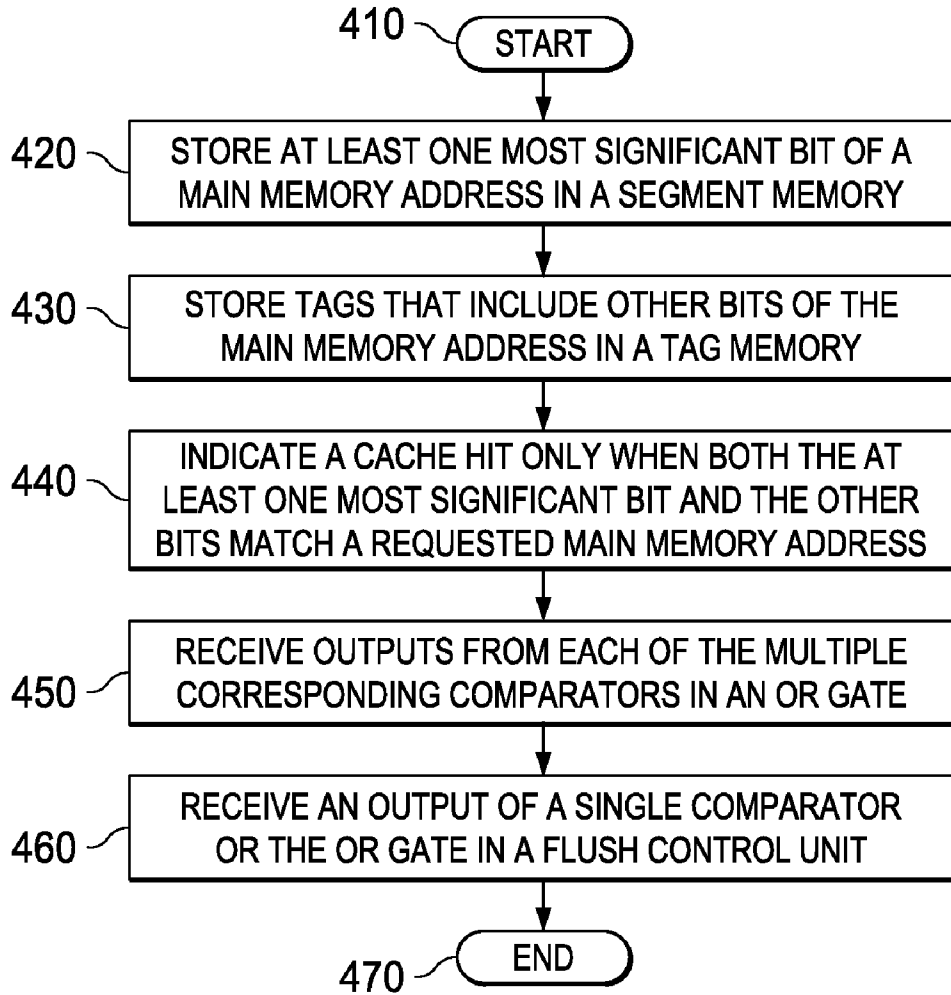 410
START
420
STORE AT LEAST ONE MOST SIGNIFICANT BIT OF A
MAIN MEMORY ADDRESS IN A SEGMENT MEMORY
430
STORE TAGS THAT INCLUDE OTHER BITS OF THE
MAIN MEMORY ADDRESS IN A TAG MEMORY
440
INDICATE A CACHE HIT ONLY WHEN BOTH THE AT
LEAST ONE MOST SIGNIFICANT BIT AND THE OTHER
BITS MATCH A REQUESTED MAIN MEMORY ADDRESS
450
RECEIVE OUTPUTS FROM EACH OF THE MULTIPLE
CORRESPONDING COMPARATORS IN AN OR GATE
460
RECEIVE AN OUTPUT OF A SINGLE COMPARATOR
OR THE OR GATE IN A FLUSH CONTROL UNIT
470
END